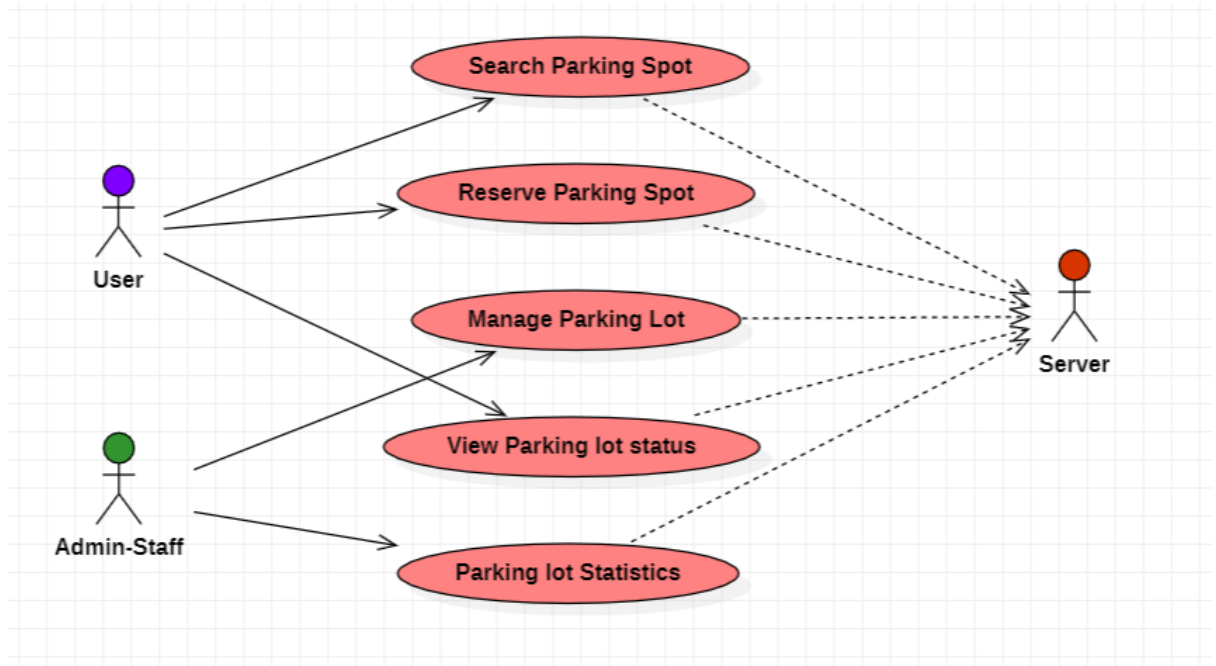 Search Parking Spot
Reserve Parking Spot
User
Manage Parking Lot
Server
View Parking lot status
Admin-Staff
Parking lot Statistics